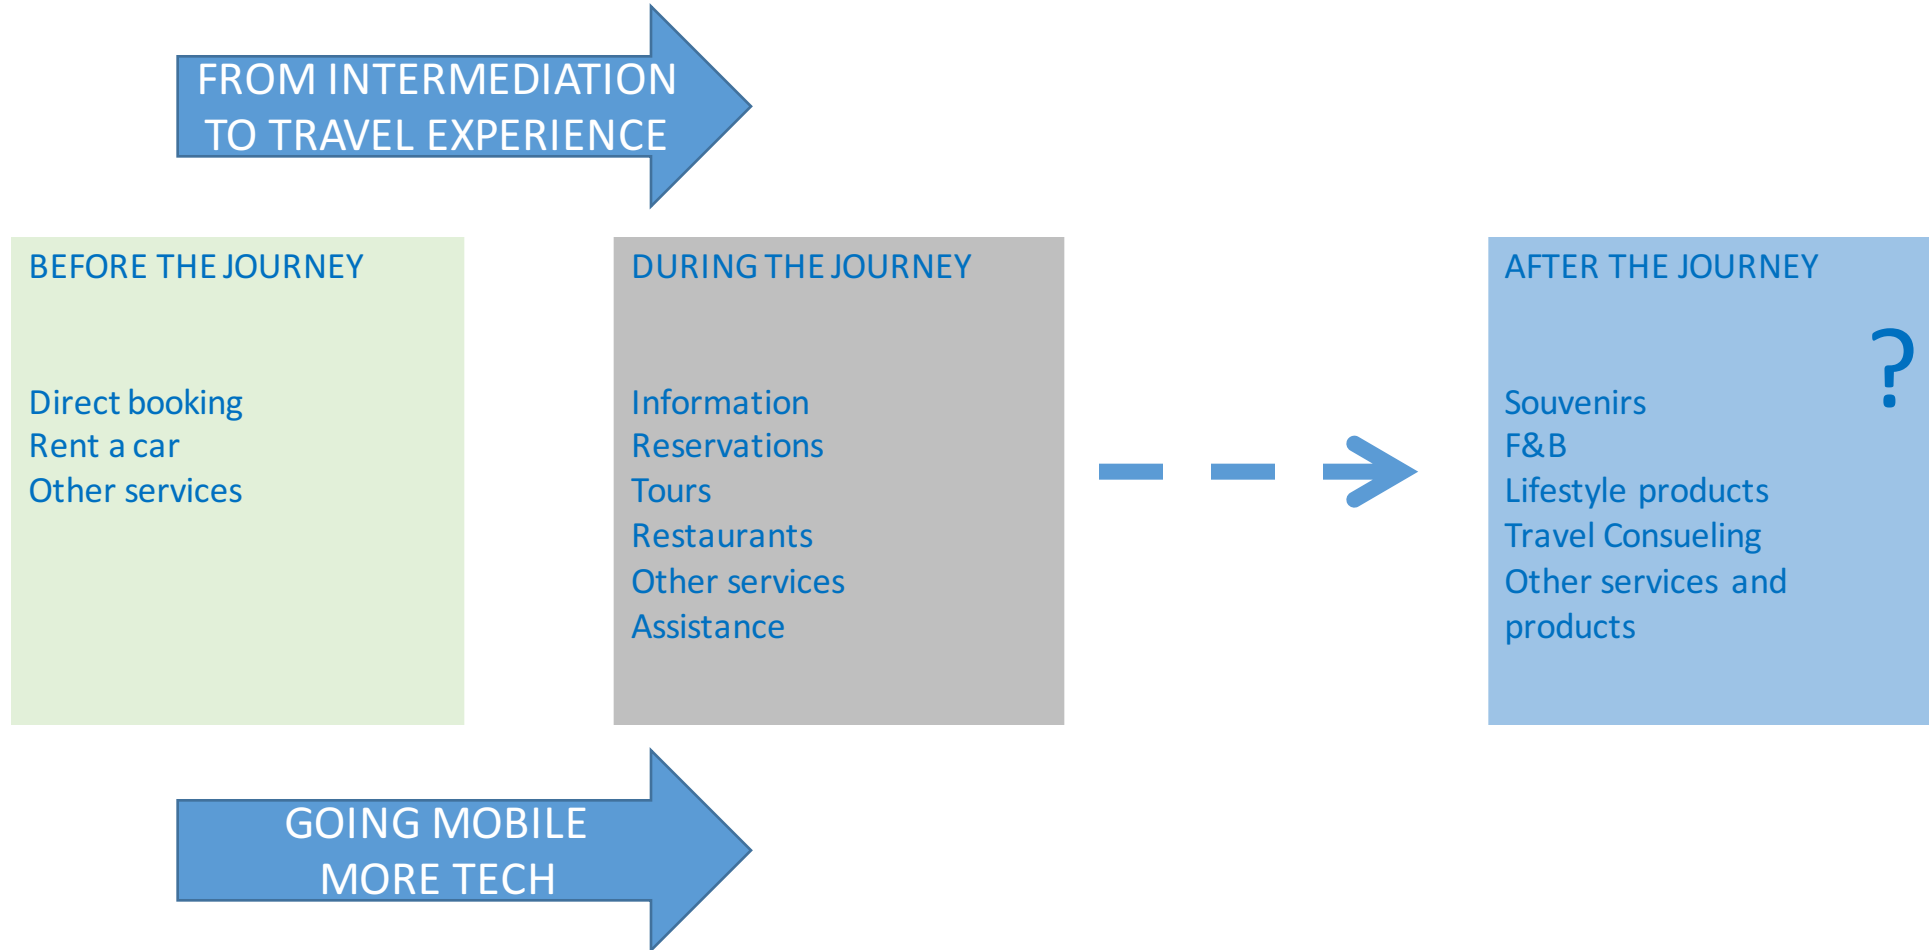 FROM INTERMEDIATION
TO TRAVEL EXPERIENCE
BEFORE THE JOURNEY
Direct booking
Rent a car
Other services
DURING THE JOURNEY
Information
Reservations
Tours
Restaurants
Other services
Assistance
AFTER THE JOURNEY
?
Souvenirs
F&B
Lifestyle products
Travel Consueling
Other services and
products
GOING MOBILE
MORE TECH